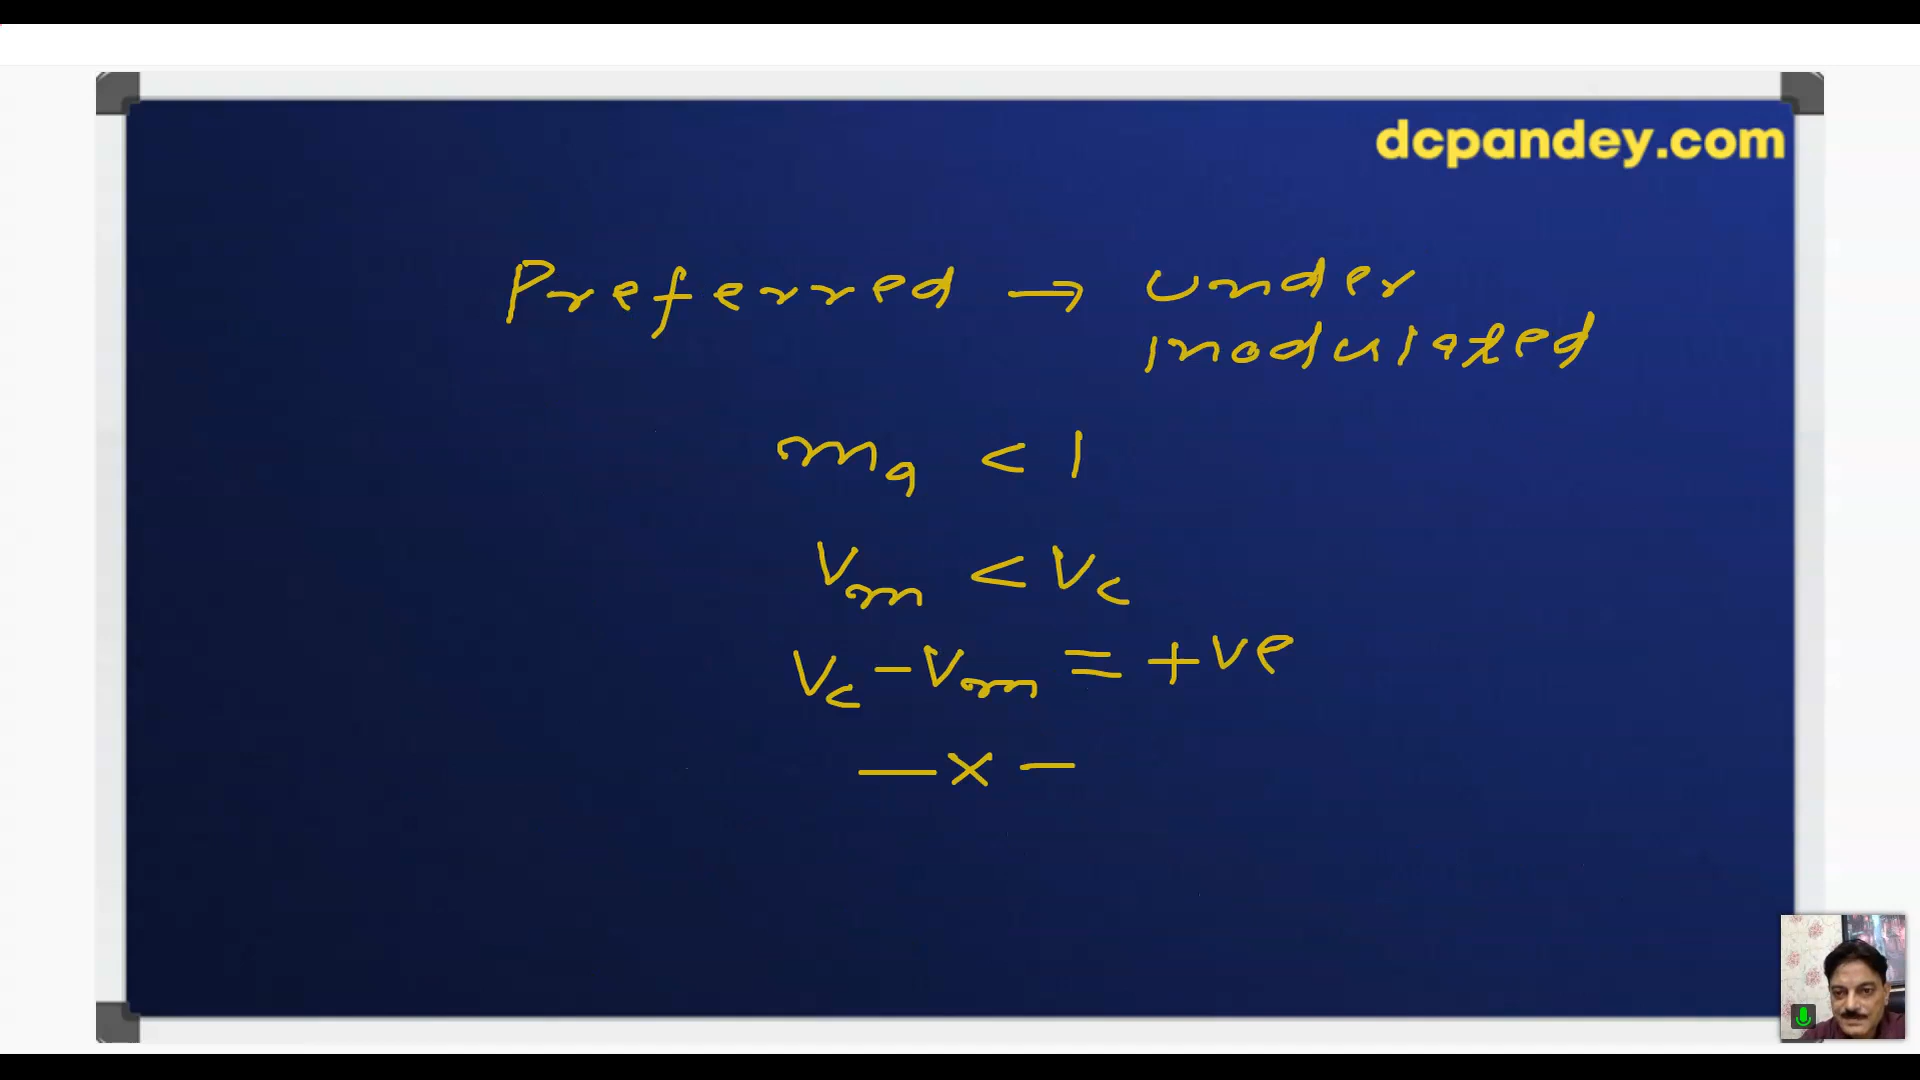 dcpandey.com
Preferred → under
modulated
ma < 1
Vm < Vc
Vc - Vm = +ve
— x —